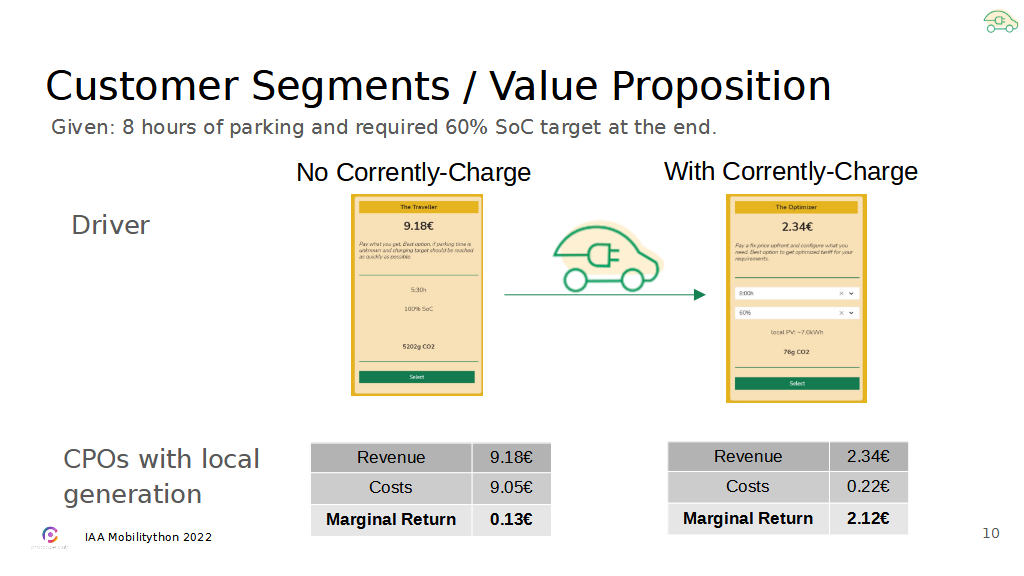 Customer Segments / Value Proposition
Given: 8 hours of parking and required 60% SoC target at the end.
No Corrently-Charge
With Corrently-Charge
Driver
The Traveller
9.18€
Pay what you get. Best option, if parking time is
unknown and charging target should be reached
as quickly as possible.
5:30h
100% SoC
5202g CO2
Select
The Optimizer
2.34€
Pay a fix price upfront and configure what you
need. Best option to get optimized tariff for your
requirements.
8:00h
60%
local PV: ~7.0kWh
76g CO2
Select
CPOs with local
generation
Revenue 9.18€
Costs 9.05€
Marginal Return 0.13€
Revenue 2.34€
Costs 0.22€
Marginal Return 2.12€
IAA Mobilitython 2022
10